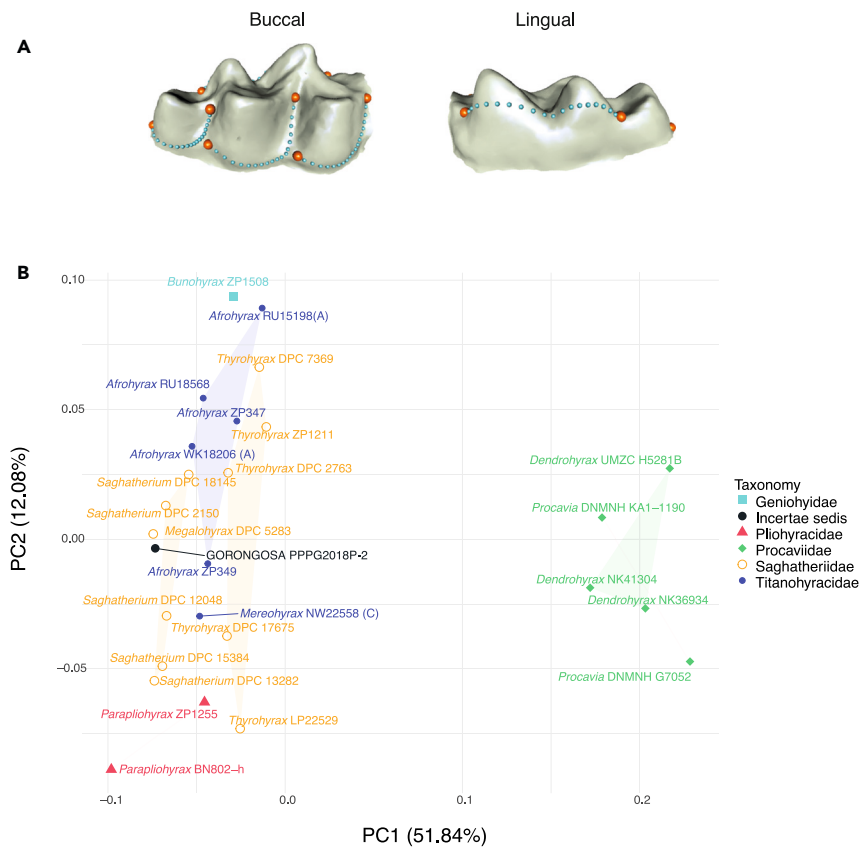 Buccal
Lingual
A
B
0.10
0.05
0.00
−0.05
Bunohyrax ZP1508
Afrohyrax RU15198(A)
Thyrohyrax DPC 7369
Afrohyrax RU18568
Afrohyrax ZP347
Thyrohyrax ZP1211
Afrohyrax WK18206 (A)
Thyrohyrax DPC 2763
Saghatherium DPC 18145
Saghatherium DPC 2150
Megalohyrax DPC 5283
GORONGOSA PPPG2018P-2
Afrohyrax ZP349
Saghatherium DPC 12048
Mereohyrax NW22558 (C)
Thyrohyrax DPC 17675
Saghatherium DPC 15384
Saghatherium DPC 13282
Parapliohyrax ZP1255
Thyrohyrax LP22529
Parapliohyrax BN802−h
Dendrohyrax UMZC H5281B
Procavia DNMNH KA1−1190
Dendrohyrax NK41304
Dendrohyrax NK36934
Procavia DNMNH G7052
Taxonomy
Geniohyidae
Incertae sedis
Pliohyracidae
Procaviidae
Saghatheriidae
Titanohyracidae
PC2 (12.08%)
−0.1
0.0
0.1
0.2
PC1 (51.84%)